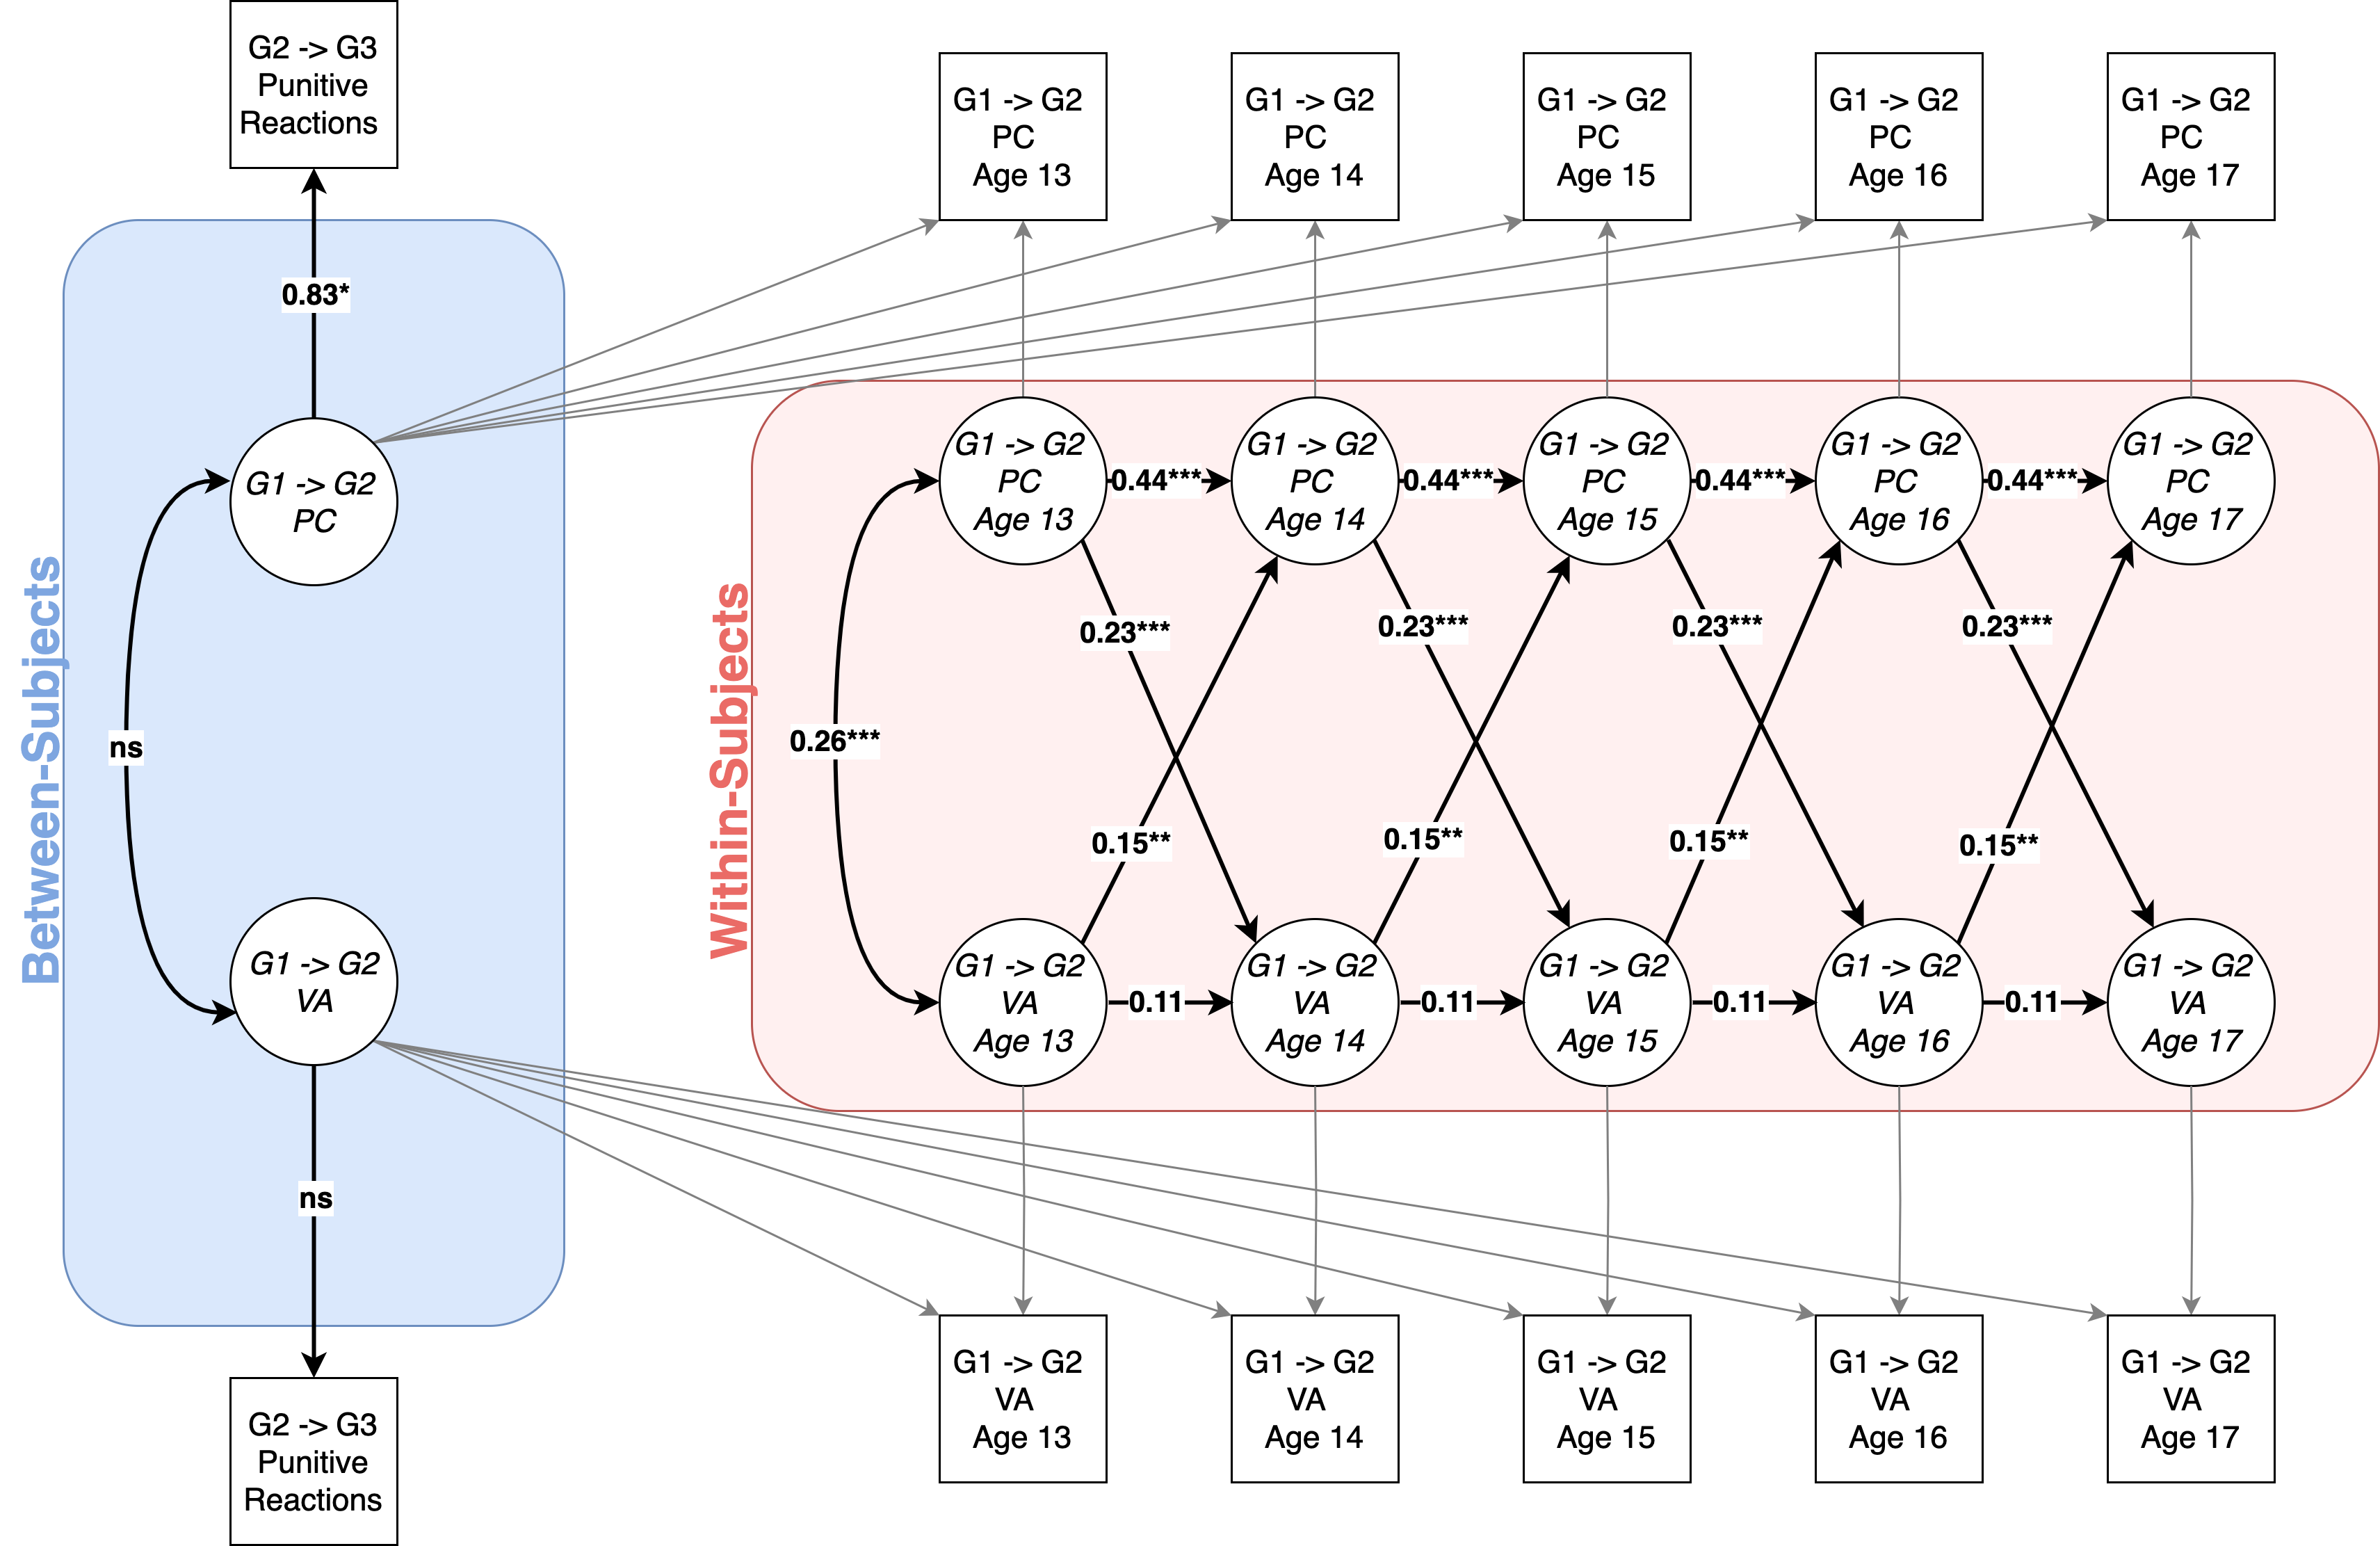 G2 -> G3
Punitive
Reactions
G1 -> G2
PC
Age 13
G1 -> G2
PC
Age 14
G1 -> G2
PC
Age 15
G1 -> G2
PC
Age 16
G1 -> G2
PC
Age 17
0.83*
G1 -> G2
PC
G1 -> G2
PC
Age 13
0.44***
G1 -> G2
PC
Age 14
0.44***
G1 -> G2
PC
Age 15
0.44***
G1 -> G2
PC
Age 16
0.44***
G1 -> G2
PC
Age 17
Between-Subjects
ns
Within-Subjects
0.26***
0.23***
0.23***
0.23***
0.23***
0.15**
0.15**
0.15**
0.15**
G1 -> G2
VA
G1 -> G2
VA
Age 13
0.11
G1 -> G2
VA
Age 14
0.11
G1 -> G2
VA
Age 15
0.11
G1 -> G2
VA
Age 16
0.11
G1 -> G2
VA
Age 17
ns
G2 -> G3
Punitive
Reactions
G1 -> G2
VA
Age 13
G1 -> G2
VA
Age 14
G1 -> G2
VA
Age 15
G1 -> G2
VA
Age 16
G1 -> G2
VA
Age 17